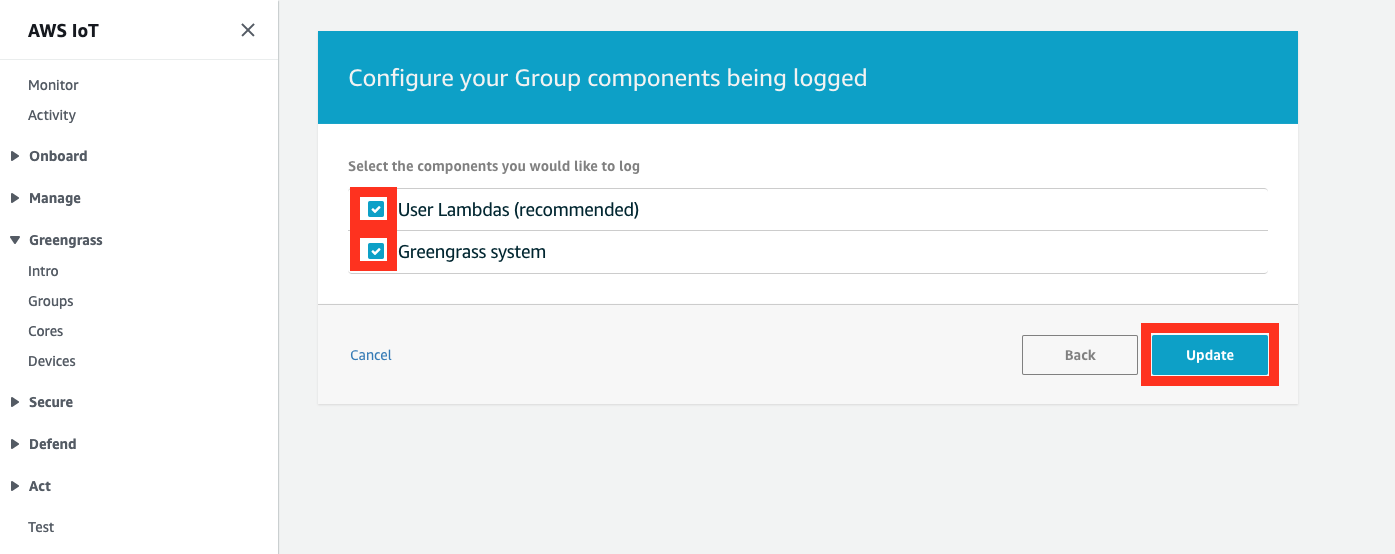 AWS IoT
Monitor
Activity
Onboard
Manage
Greengrass
Intro
Groups
Cores
Devices
Secure
Defend
Act
Test
Configure your Group components being logged
Select the components you would like to log
User Lambdas (recommended)
Greengrass system
Cancel
Back
Update